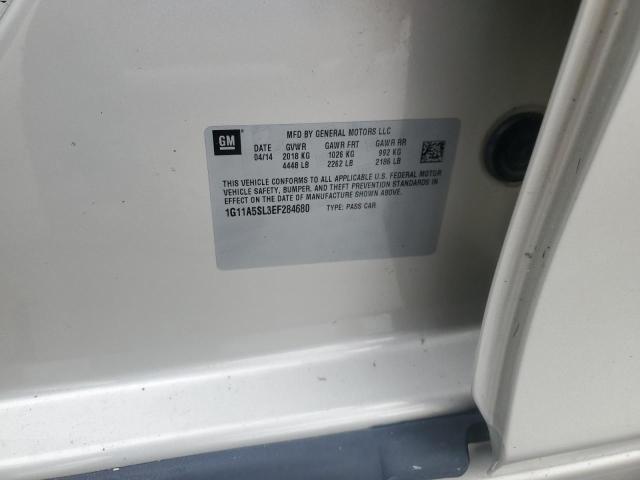 GM
MFD BY GENERAL MOTORS LLC
DATE GVWR GAWR FRT GAWR RR
04/14 2018 KG 1026 KG 992 KG
4448 LB 2262 LB 2186 LB
THIS VEHICLE CONFORMS TO ALL APPLICABLE U.S. FEDERAL MOTOR
VEHICLE SAFETY, BUMPER, AND THEFT PREVENTION STANDARDS IN
EFFECT ON THE DATE OF MANUFACTURE SHOWN ABOVE.
1G11A5SL3EF284680 TYPE: PASS CAR